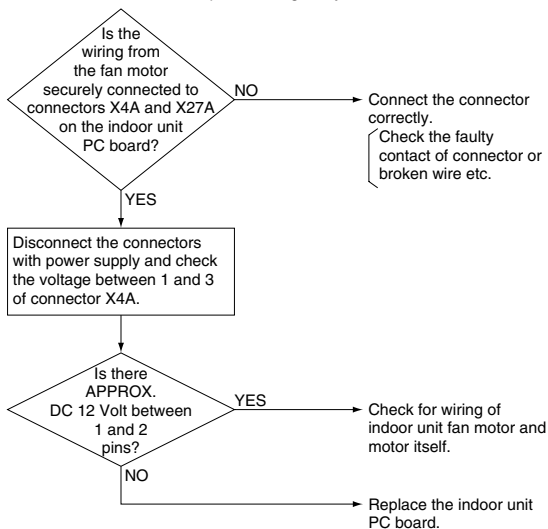 Is the
wiring from
the fan motor
securely connected to
connectors X4A and X27A
on the indoor unit
PC board?
NO
Connect the connector
correctly.
Check the faulty
contact of connector or
broken wire etc.
YES
Disconnect the connectors
with power supply and check
the voltage between 1 and 3
of connector X4A.
Is there
APPROX.
DC 12 Volt between
1 and 2
pins?
YES
Check for wiring of
indoor unit fan motor and
motor itself.
NO
Replace the indoor unit
PC board.